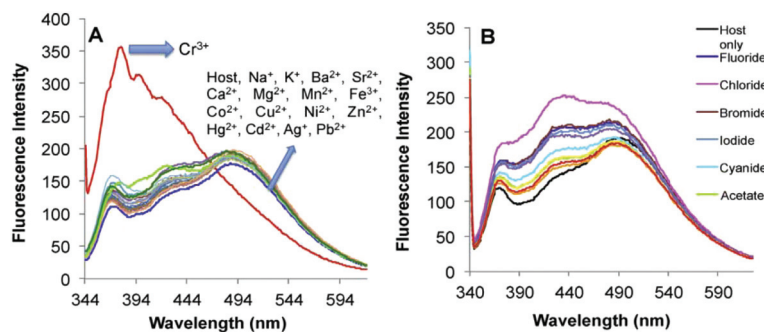 A
Cr³⁺
Host, Na⁺, K⁺, Ba²⁺, Sr²⁺,
Ca²⁺, Mg²⁺, Mn²⁺, Fe³⁺,
Co²⁺, Cu²⁺, Ni²⁺, Zn²⁺,
Hg²⁺, Cd²⁺, Ag⁺, Pb²⁺
Fluorescence Intensity
400
350
300
250
200
150
100
50
0
344 394 444 494 544 594
Wavelength (nm)
B
Fluorescence Intensity
350
300
250
200
150
100
50
0
340 390 440 490 540 590
Wavelength (nm)
Host
only
Fluoride
Chloride
Bromide
Iodide
Cyanide
Acetate